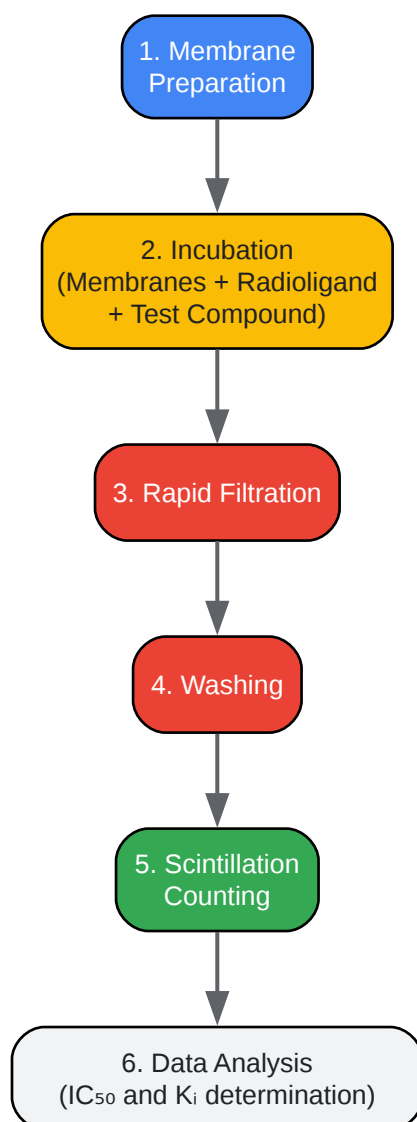 1. Membrane
Preparation
2. Incubation
(Membranes + Radioligand
+ Test Compound)
3. Rapid Filtration
4. Washing
5. Scintillation
Counting
6. Data Analysis
(IC₅₀ and Kᵢ determination)